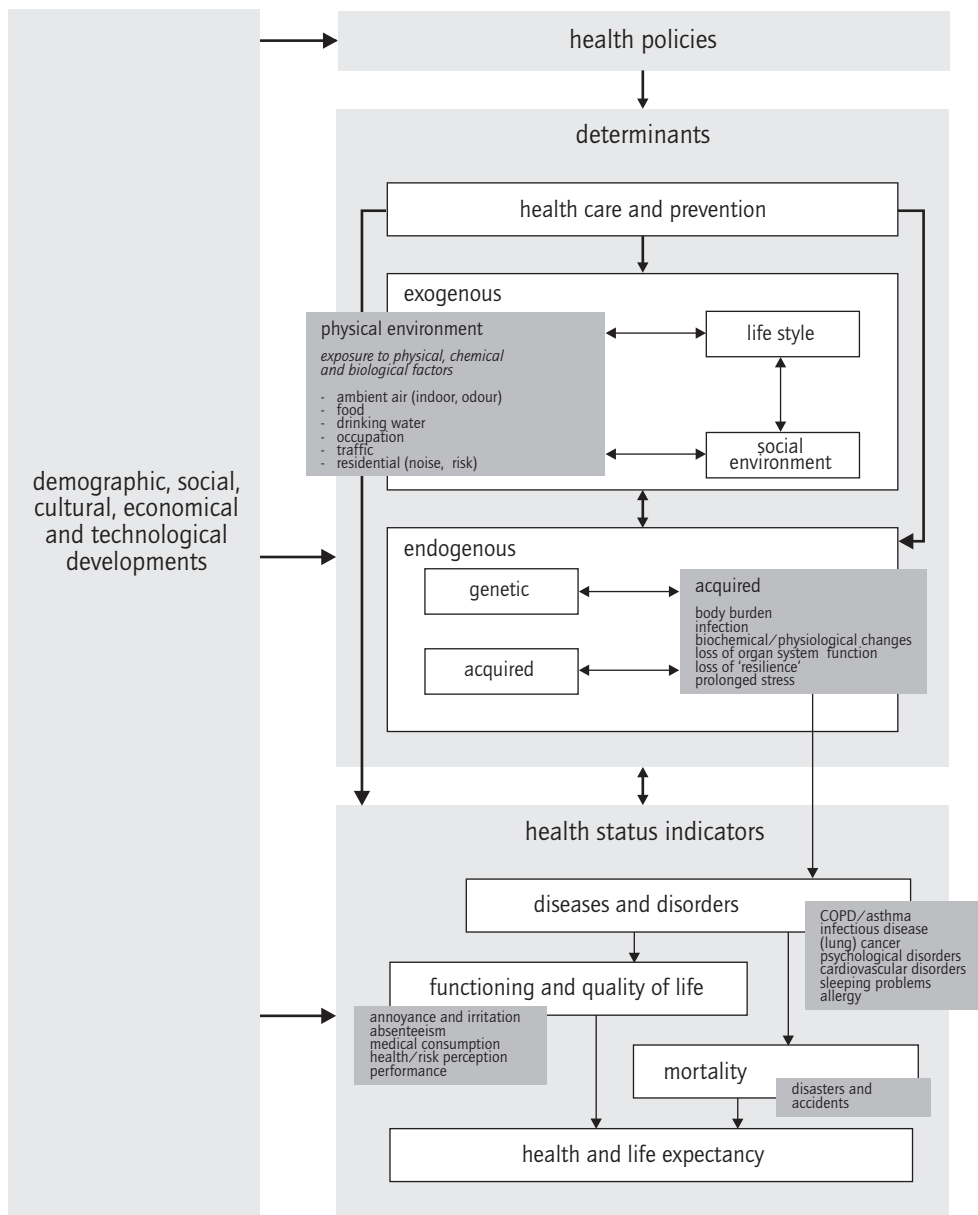 health policies
determinants
health care and prevention
exogenous
physical environment
exposure to physical, chemical
and biological factors
- ambient air (indoor, odour)
- food
- drinking water
- occupation
- traffic
- residential (noise, risk)
life style
social
environment
demographic, social,
cultural, economical
and technological
developments
endogenous
genetic
acquired
acquired
body burden
infection
biochemical/physiological changes
loss of organ system function
loss of 'resilience'
prolonged stress
health status indicators
diseases and disorders
COPD/asthma
infectious disease
(lung) cancer
psychological disorders
cardiovascular disorders
sleeping problems
allergy
functioning and quality of life
annoyance and irritation
absenteeism
medical consumption
health/risk perception
performance
mortality
disasters and
accidents
health and life expectancy